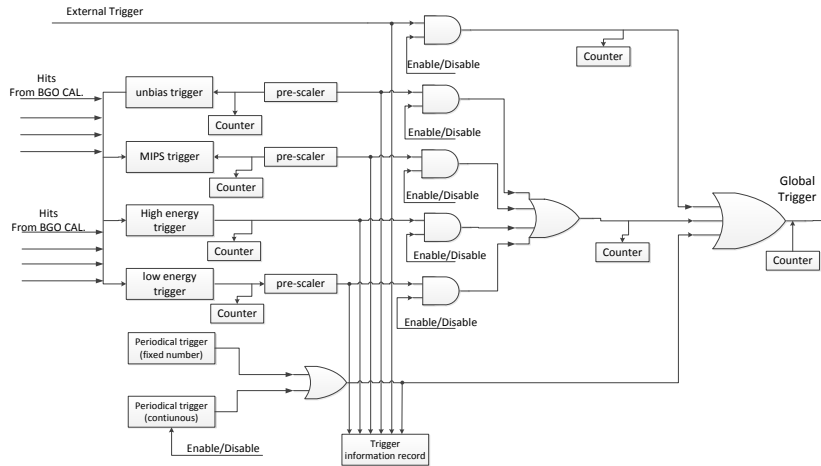 External Trigger
Enable/Disable
Counter
Hits
From BGO CAL.
unbias trigger
pre-scaler
Counter
Enable/Disable
MIPS trigger
pre-scaler
Counter
Enable/Disable
Global
Trigger
Hits
From BGO CAL.
High energy
trigger
Counter
Enable/Disable
Counter
Counter
low energy
trigger
pre-scaler
Counter
Enable/Disable
Periodical trigger
(fixed number)
Periodical trigger
(contiunous)
Enable/Disable
Trigger
information record